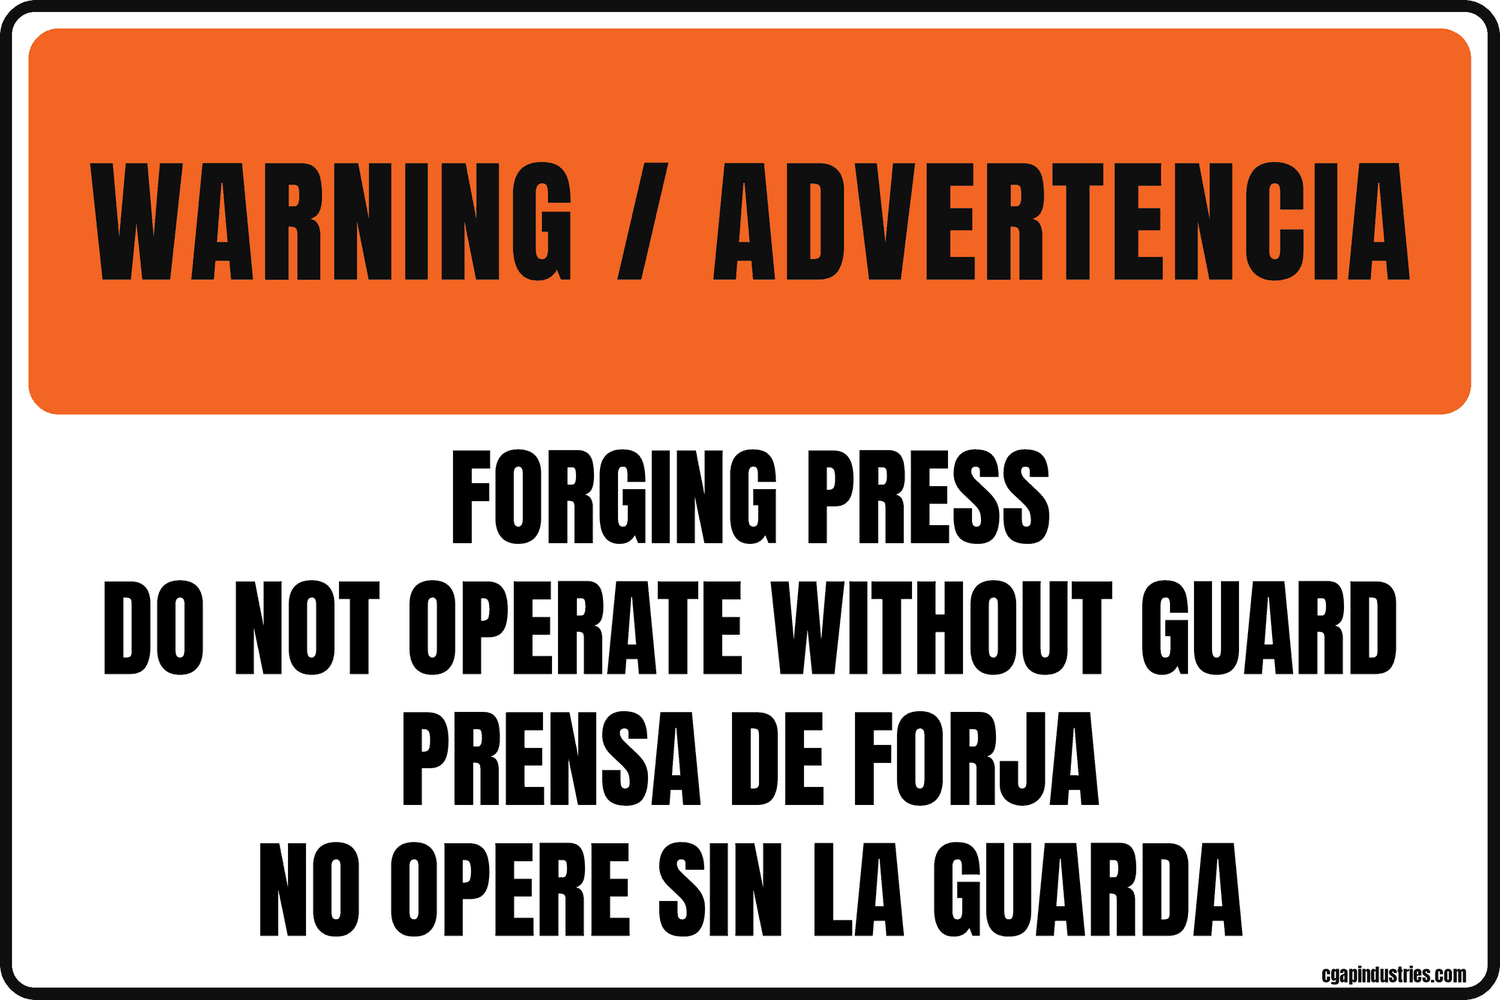 WARNING / ADVERTENCIA
FORGING PRESS
DO NOT OPERATE WITHOUT GUARD
PRENSA DE FORJA
NO OPERE SIN LA GUARDA
cgapindustries.com